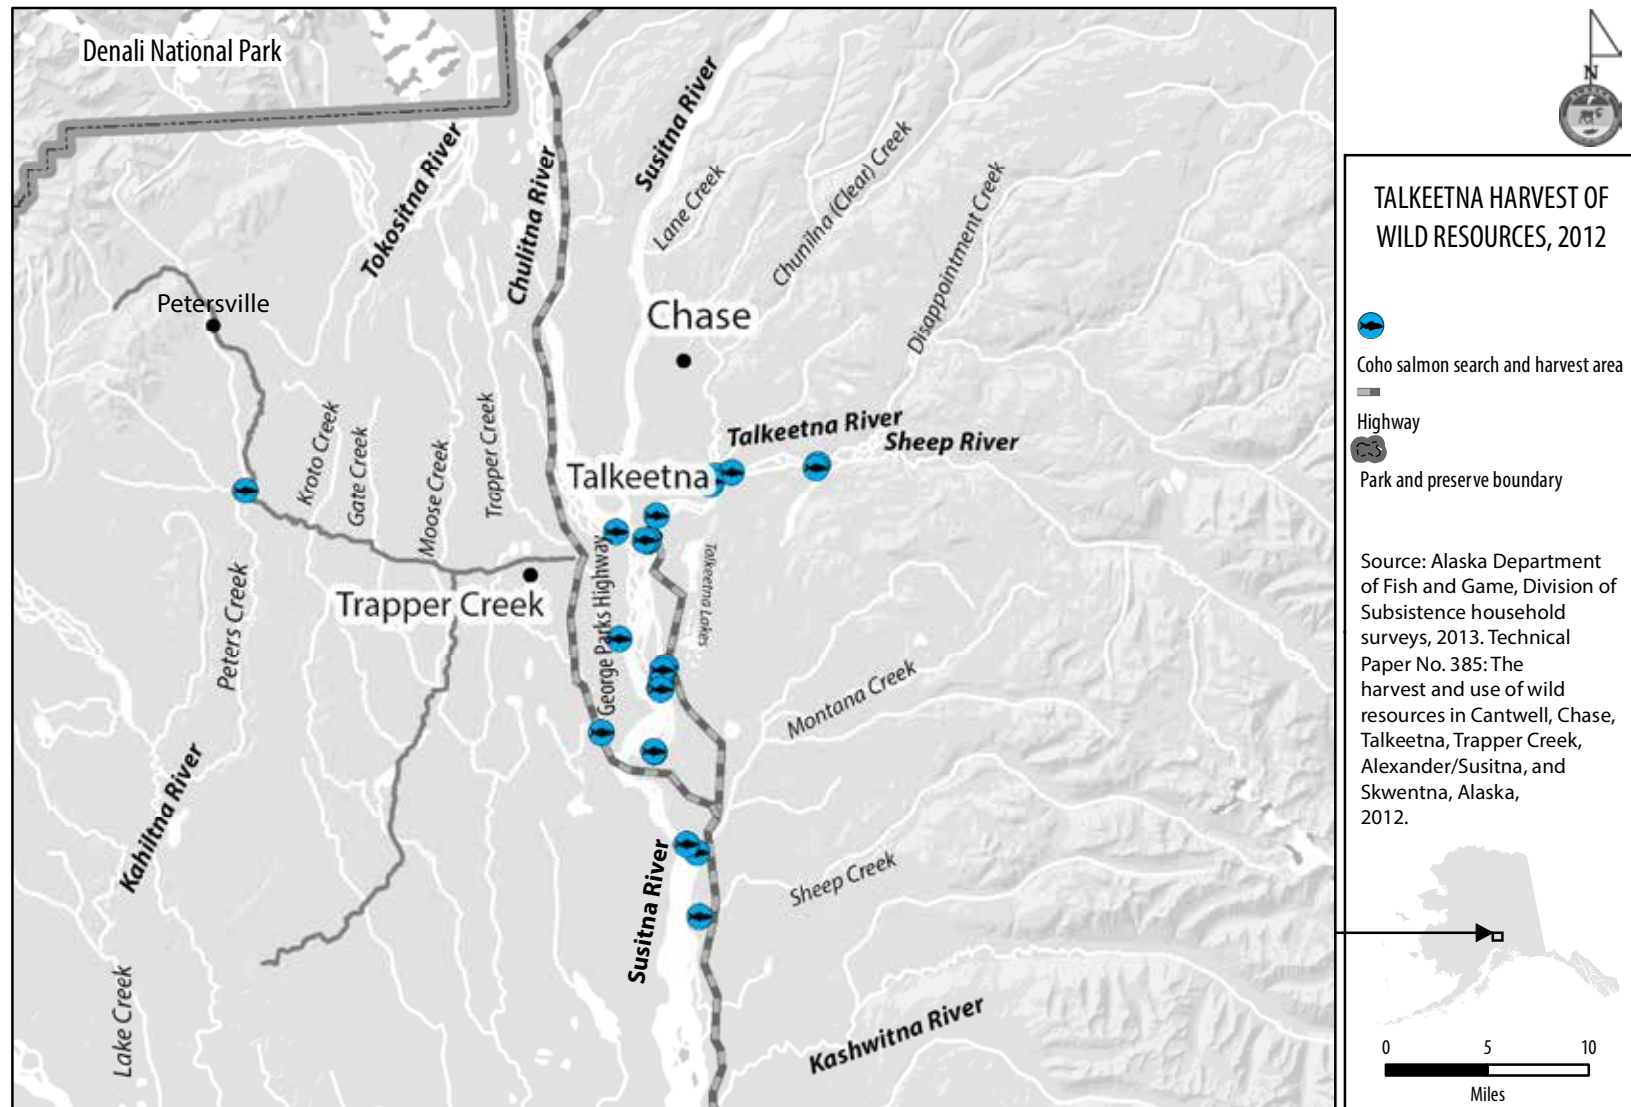 Denali National Park
Susitna River
Tokositna River
Chulitna River
Lane Creek
Chunilna (Clear) Creek
Disappointment Creek
Petersville
Chase
Kroto Creek
Gate Creek
Moose Creek
Trapper Creek
Talkeetna River
Sheep River
Talkeetna
Talkeetna Lakes
George Parks Highway
Trapper Creek
Peters Creek
Montana Creek
Kahiltna River
Sheep Creek
Susitna River
Lake Creek
Kashwitna River
N
ALASKA
TALKEETNA HARVEST OF
WILD RESOURCES, 2012
Coho salmon search and harvest area
Highway
Park and preserve boundary
Source: Alaska Department
of Fish and Game, Division of
Subsistence household
surveys, 2013. Technical
Paper No. 385: The
harvest and use of wild
resources in Cantwell, Chase,
Talkeetna, Trapper Creek,
Alexander/Susitna, and
Skwentna, Alaska,
2012.
0 5 10
Miles